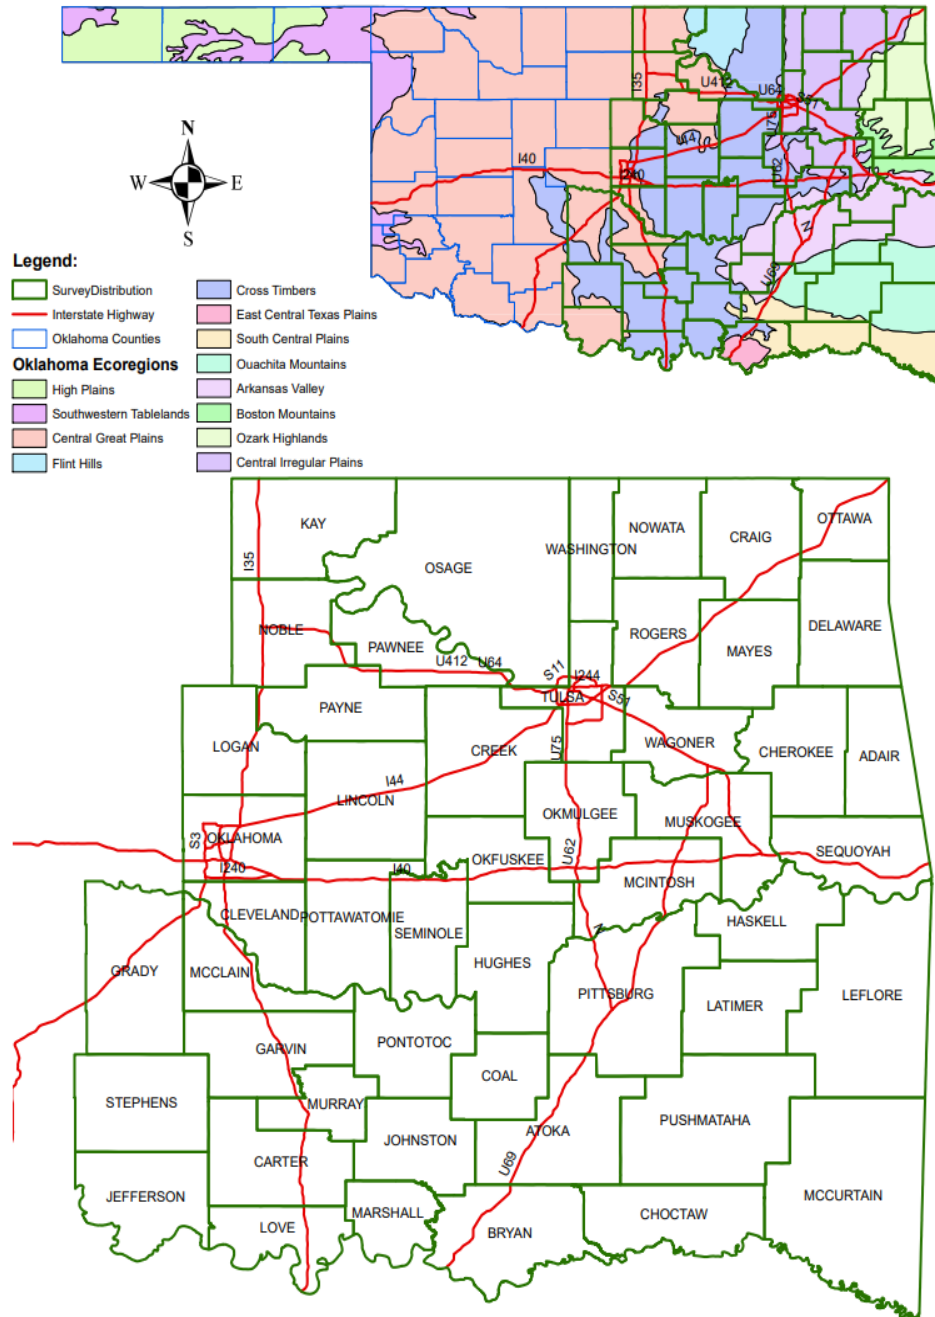 I35
U412
U64
S51
U75
I44
I40
I240
U62
N
U69
N
W E
S
Legend:
SurveyDistribution
Interstate Highway
Oklahoma Counties
Oklahoma Ecoregions
High Plains
Southwestern Tablelands
Central Great Plains
Flint Hills
Cross Timbers
East Central Texas Plains
South Central Plains
Ouachita Mountains
Arkansas Valley
Boston Mountains
Ozark Highlands
Central Irregular Plains
KAY
OTTAWA
NOWATA
CRAIG
WASHINGTON
I35
OSAGE
NOBLE
DELAWARE
ROGERS
PAWNEE
MAYES
U412
U64
S11
I244
TULSA
S51
PAYNE
LOGAN
CREEK
U75
WAGONER
CHEROKEE
ADAIR
I44
LINCOLN
OKMULGEE
MUSKOGEE
S3
OKLAHOMA
U62
SEQUOYAH
OKFUSKEE
I240
I40
MCINTOSH
CLEVELAND
POTTAWATOMIE
SEMINOLE
HASKELL
N
GRADY
MCCLAIN
HUGHES
PITTSBURG
LATIMER
LEFLORE
GARVIN
PONTOTOC
COAL
STEPHENS
MURRAY
PUSHMATAHA
ATOKA
JOHNSTON
CARTER
U69
JEFFERSON
MCCURTAIN
MARSHALL
LOVE
BRYAN
CHOCTAW